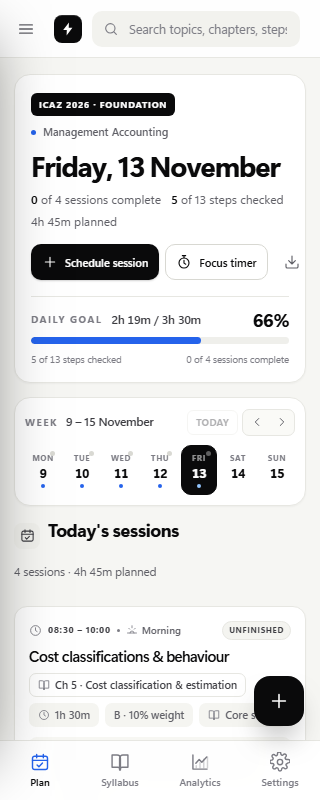 Search topics, chapters, steps
ICAZ 2026 · FOUNDATION
Management Accounting
Friday, 13 November
0 of 4 sessions complete 5 of 13 steps checked
4h 45m planned
Schedule session Focus timer
DAILY GOAL 2h 19m / 3h 30m 66%
5 of 13 steps checked 0 of 4 sessions complete
WEEK 9 – 15 November TODAY
MON TUE WED THU FRI SAT SUN
9 10 11 12 13 14 15
Today's sessions
4 sessions · 4h 45m planned
08:30 – 10:00 • Morning UNFINISHED
Cost classifications & behaviour
Ch 5 · Cost classification & estimation
1h 30m B · 10% weight Core
Plan Syllabus Analytics Settings